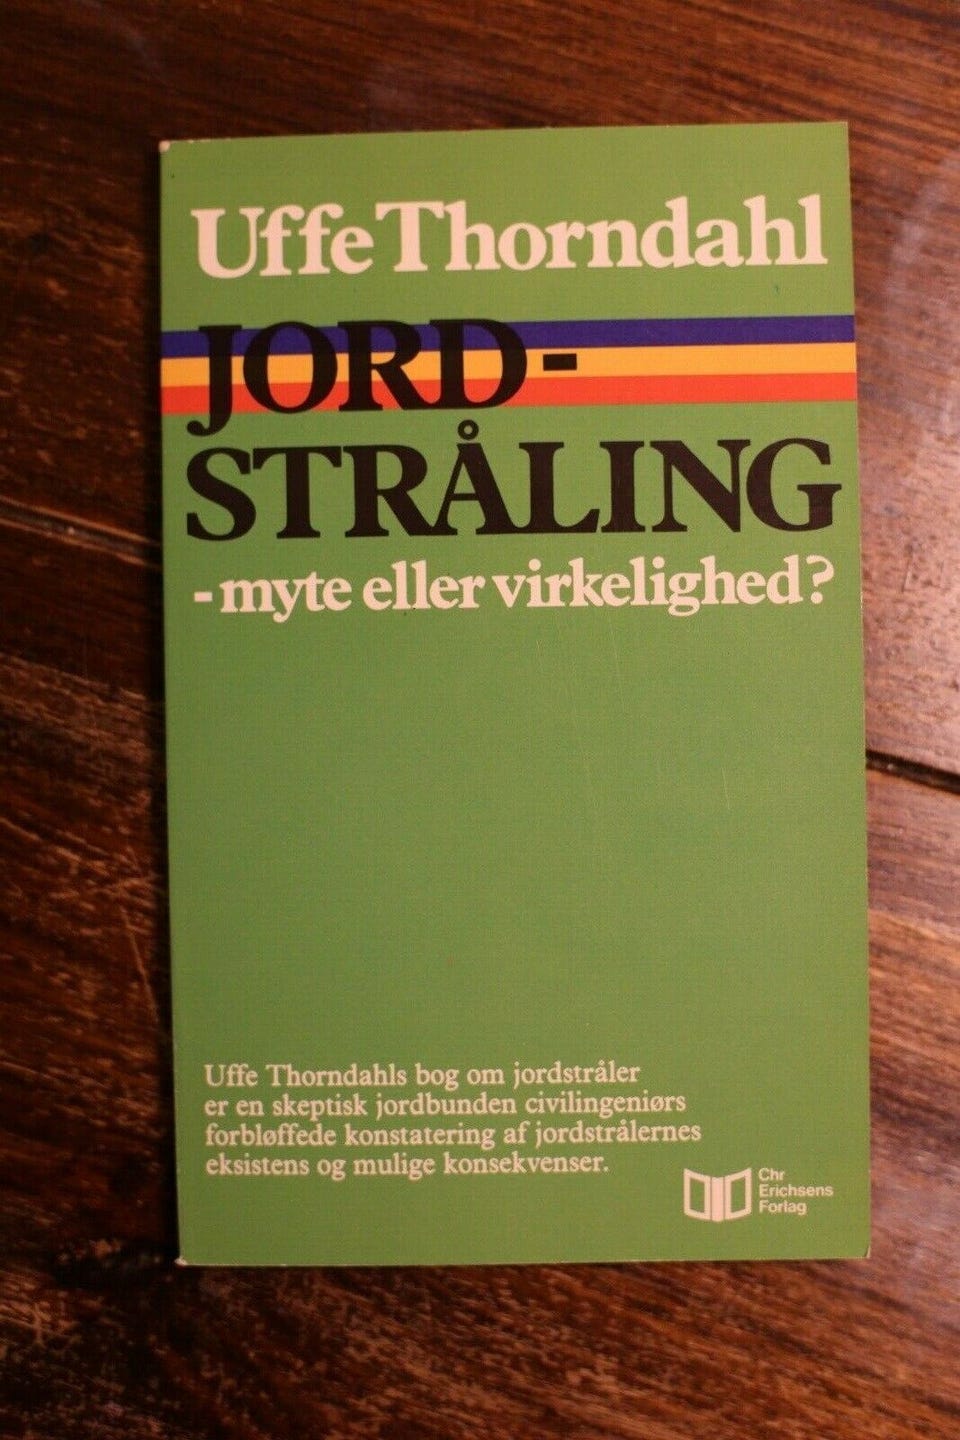 Uffe Thorndahl
JORD-
STRÅLING
- myte eller virkelighed?
Uffe Thorndahls bog om jordstråler
er en skeptisk jordbunden civilingeniørs
forbløffede konstatering af jordstrålernes
eksistens og mulige konsekvenser.
Chr
Erichsens
Forlag